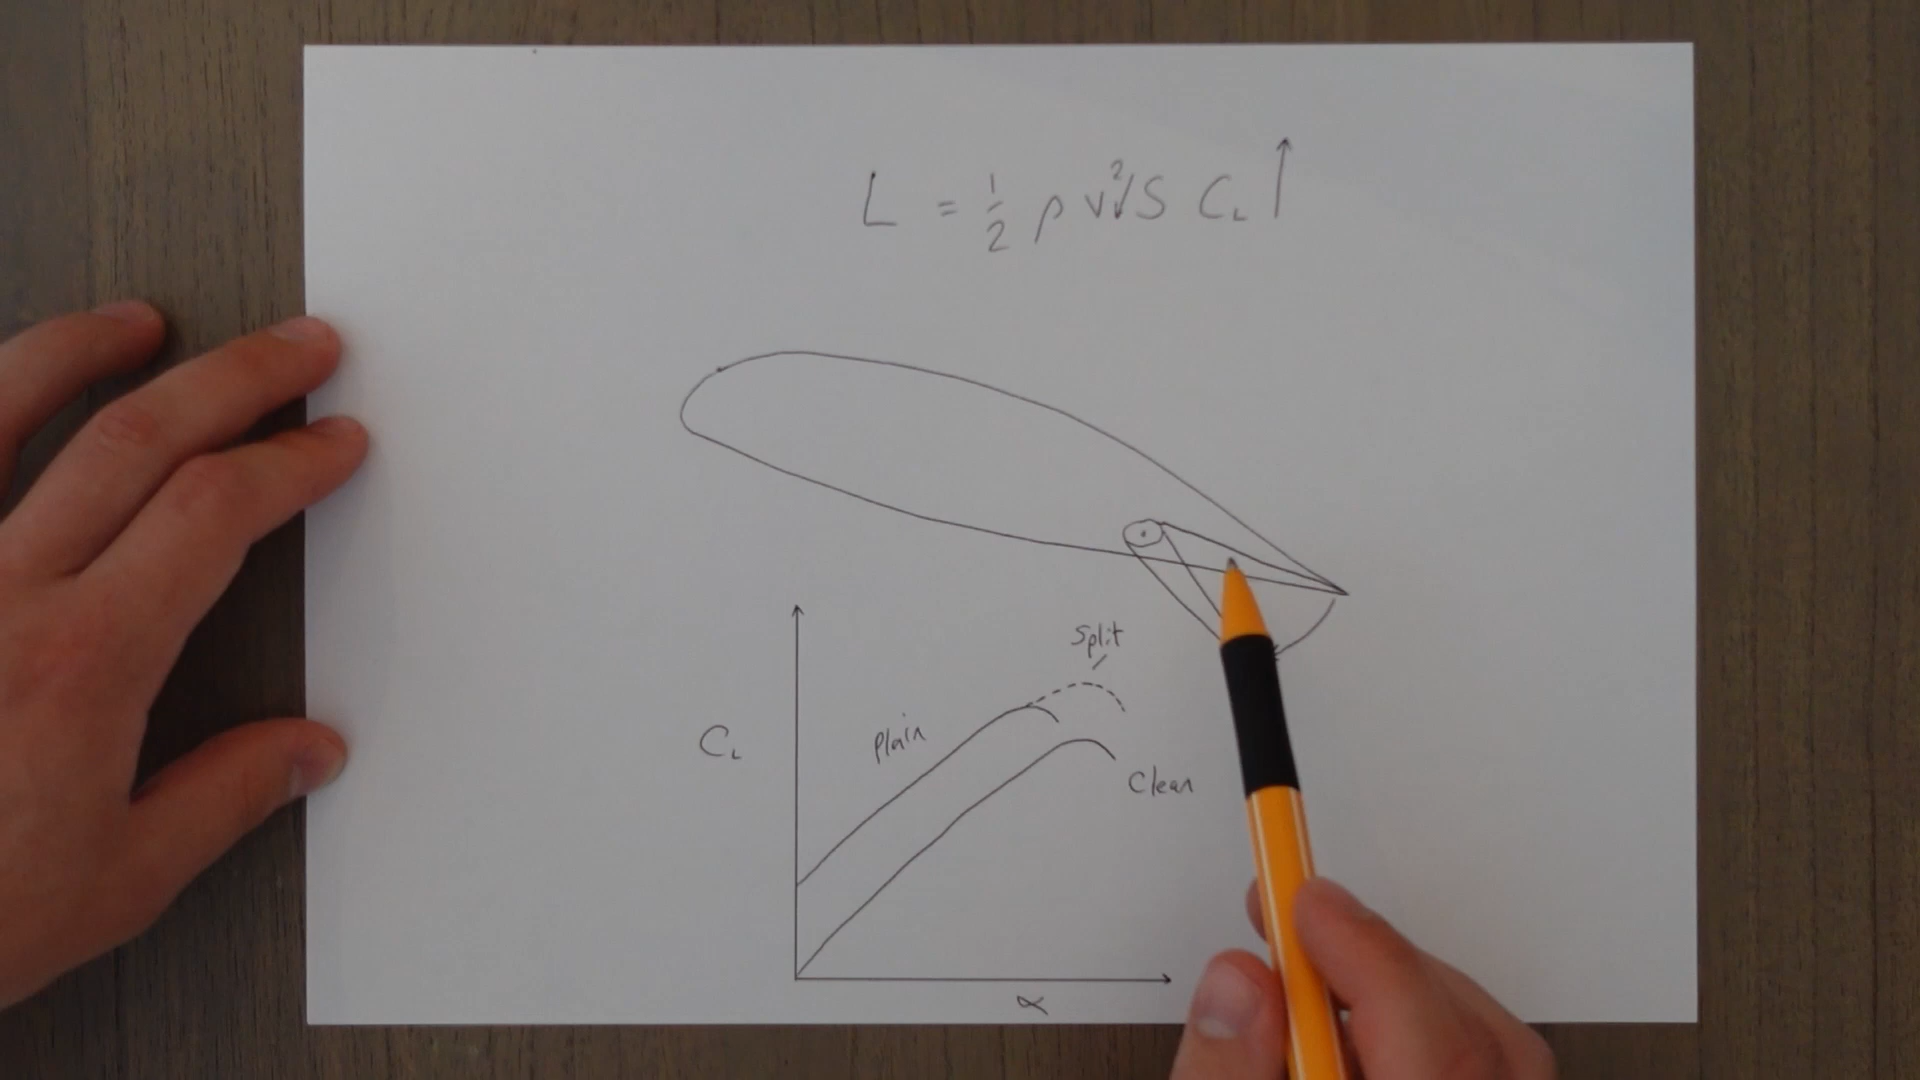 L = 1/2 ρ v²↓ S C_L ↑
Split
Plain
C_L
Clean
α